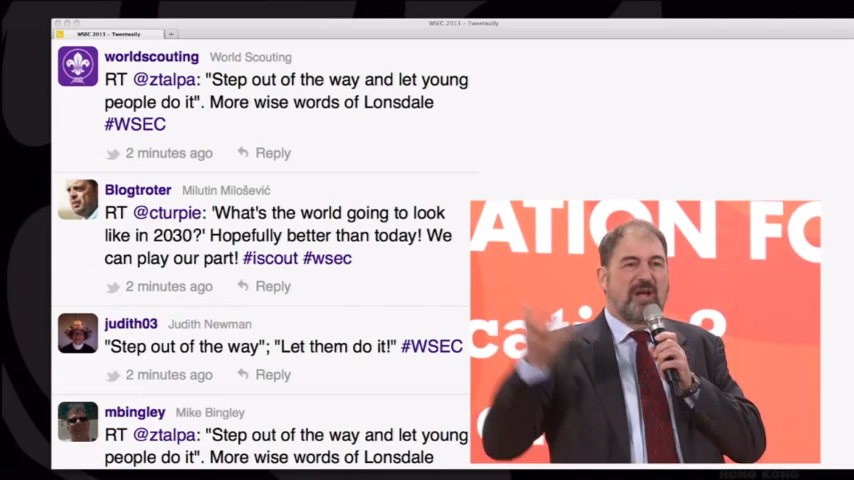 WSEC 2013 – Tweetwally
WSEC 2013 – Tweetwally
worldscouting World Scouting
RT @ztalpa: "Step out of the way and let young
people do it". More wise words of Lonsdale
#WSEC
2 minutes ago Reply
Blogtroter Milutin Milošević
RT @cturpie: 'What's the world going to look
like in 2030?' Hopefully better than today! We
can play our part! #iscout #wsec
2 minutes ago Reply
judith03 Judith Newman
"Step out of the way"; "Let them do it!" #WSEC
2 minutes ago Reply
mbingley Mike Bingley
RT @ztalpa: "Step out of the way and let young
people do it". More wise words of Lonsdale
ATION FO
?
HONG KONG